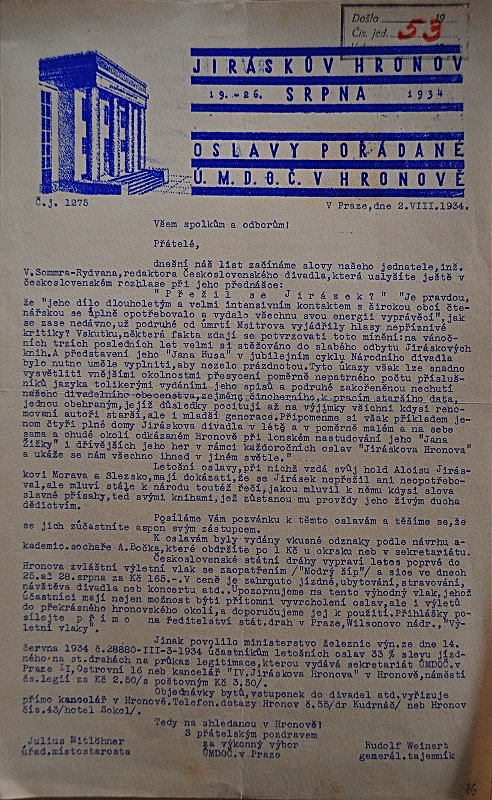 Došlo 19
Čís. jed. 53
JIRÁSKŮV HRONOV
19.-26. SRPNA 1934
OSLAVY POŘÁDANÉ
Ú.M.D.O.Č. V HRONOVĚ
Č.j. 1275
V Praze, dne 2.VIII.1934.
Všem spolkům a odborům!
Přátelé,
dnešní náš list začínáme slovy našeho jednatele, inž.
V.Sommra-Rydvana, redaktora Československého divadla, která uslyšíte ještě v
československém rozhlase při jeho přednášce:
"Přežil se Jirásek?" "Je pravdou,
že "jeho dílo dlouholetým a velmi intensivním kontaktem s širokou obcí čte-
nářskou se úplně opotřebovalo a vydalo všechnu svou energii vyprávěcí", jak
se zase nedávno, už podruhé od úmrtí Mistrova vyjádřily hlasy nepříznivé
kritiky? Vskutku, některá fakta zdají se potvrzovati toto mínění: na vánoč-
ních trzích posledních let velmi si stěžováno do slabého odbytu Jiráskových
knih. A představení jeho "Jana Husa" v jubilejním cyklu Národního divadla
bylo nutno uměle vyplniti, aby nezelo prázdnotou. Tyto úkazy však lze snadno
vysvětliti vnějšími okolnostmi: přesycení poměrně nepatrného počtu přísluš-
níků jazyka tolikerými vydáními jeho spisů a podruhé zakořeněnou nechutí
našeho divadelního obecenstva, zejména činoherního, k pracím staršího data,
jednou obehraným, jejíž důsledky pociťují až na výjimky všichni kdysi reno-
movaní autoři starší, ale i mladší generace. Připomeňme si však příkladem je-
nom čtyři plné domy Jiráskova divadla v létě a v poměrně malém a na sebe
sama a chudé okolí odkázaném Hronově při loňském nastudování jeho "Jana
Žižky" i dřívějších jeho her v rámci každoročních oslav "Jiráskova Hronova"
a ukáže se nám všechno ihned v jiném světle."
Letošní oslavy, při nichž vzdá svůj hold Aloisu Jirás-
kovi Morava a Slezsko, mají dokázati, že se Jirásek nepřežil ani neopotřebo-
val, ale mluví stále k národu toutéž řečí, jakou mluvil k němu kdysi slova
slavné přísahy, teď svými knihami, jež zůstanou mu provždy jeho živým ducha
dědictvím.
Posíláme Vám pozvánku k těmto oslavám a těšíme se, že
se jich zúčastníte aspoň svým zástupcem.
K oslavám byly vydány vkusné odznaky podle návrhu a-
kademic. sochaře A.Bočka, které obdržíte po 1 Kč u okrsku neb v sekretariátu.
Československé státní dráhy vypraví letos poprvé do
Hronova zvláštní výletní vlak se zaopatřením /"Modrý šíp"/ a sice ve dnech
25. až 28. srpna za Kč 165.-. V ceně je zahrnuto jízdné, ubytování, stravování,
návštěva divadla neb koncertu atd.. Upozorňujeme na tento výhodný vlak, jehož
účastníci mají nejen možnost býti přítomni vyvrcholení oslav, ale i výletů
do překrásného hronovského okolí, a doporučujeme jej k použití. Přihlášky po-
sílejte přímo na ředitelství stát.drah v Praze, Wilsonovo nádr., "Vý-
letní vlaky".
Jinak povolilo ministerstvo železnic výn. ze dne 14.
června 1934 č.28880-III-3-1934 účastníkům letošních oslav 33 % slevu jízd-
ného na st.drahách na průkaz legitimace, kterou vydává sekretariát ÚMDOČ.v
Praze II, Ostrovní 18 neb kancelář "IV. Jiráskova Hronova" v Hronově, náměstí
čs.legií za Kč 2.50/s poštovným Kč 3.50/.
Objednávky bytů, vstupenek do divadel atd. vyřizuje
přímo kancelář v Hronově. Telefon. dotazy Hronov č.55/dr Kudrnáč/ neb Hronov
čís.43/hotel Sokol/.
Tedy na shledanou v Hronově!
S přátelským pozdravem
za výkonný výbor
ÚMDOČ.v Praze
Julius Mitlöhner
úřad.místostarosta
Rudolf Weinert
generál.tajemník
86